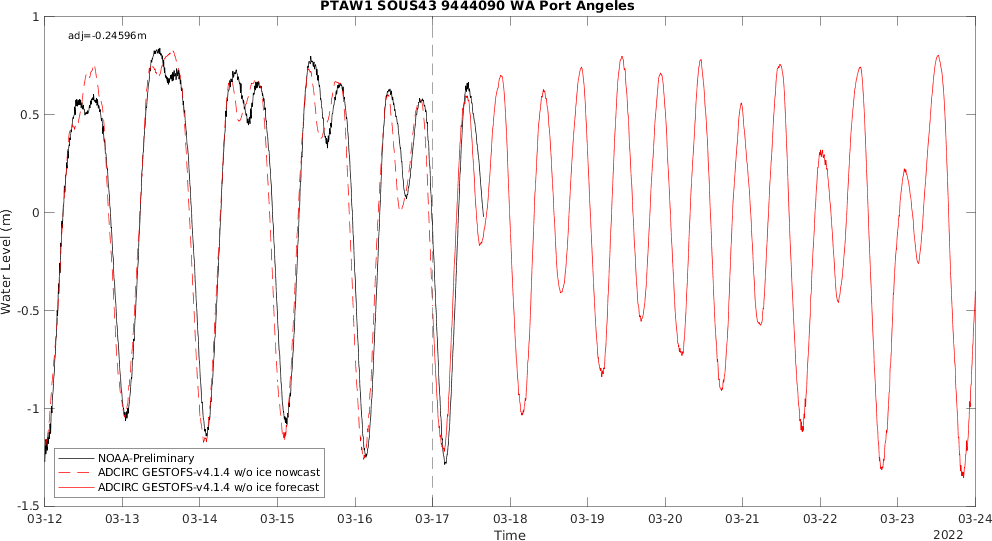 PTAW1 SOUS43 9444090 WA Port Angeles
adj=-0.24596m
1
0.5
0
-0.5
-1
-1.5
Water Level (m)
NOAA-Preliminary
ADCIRC GESTOFS-v4.1.4 w/o ice nowcast
ADCIRC GESTOFS-v4.1.4 w/o ice forecast
03-12 03-13 03-14 03-15 03-16 03-17 03-18 03-19 03-20 03-21 03-22 03-23 03-24
Time
2022